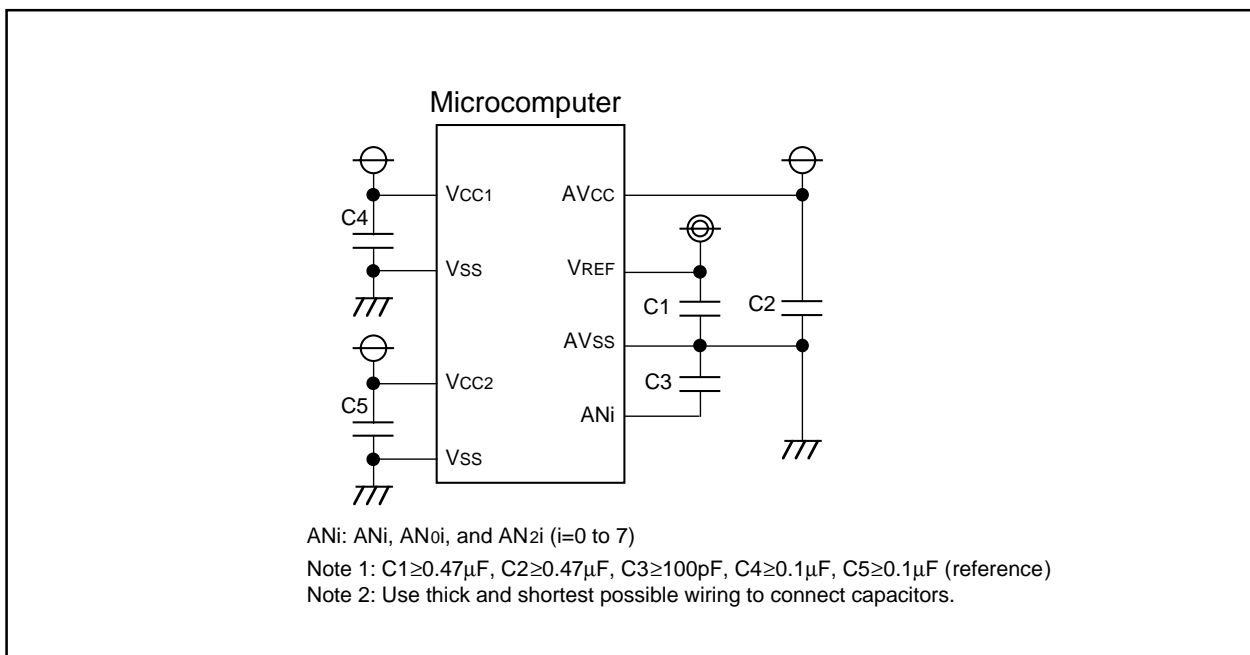 Microcomputer
VCC1
AVCC
C4
VREF
VSS
C1
C2
AVSS
VCC2
C3
C5
ANi
VSS
ANi: ANi, AN0i, and AN2i (i=0 to 7)
Note 1: C1≥0.47μF, C2≥0.47μF, C3≥100pF, C4≥0.1μF, C5≥0.1μF (reference)
Note 2: Use thick and shortest possible wiring to connect capacitors.